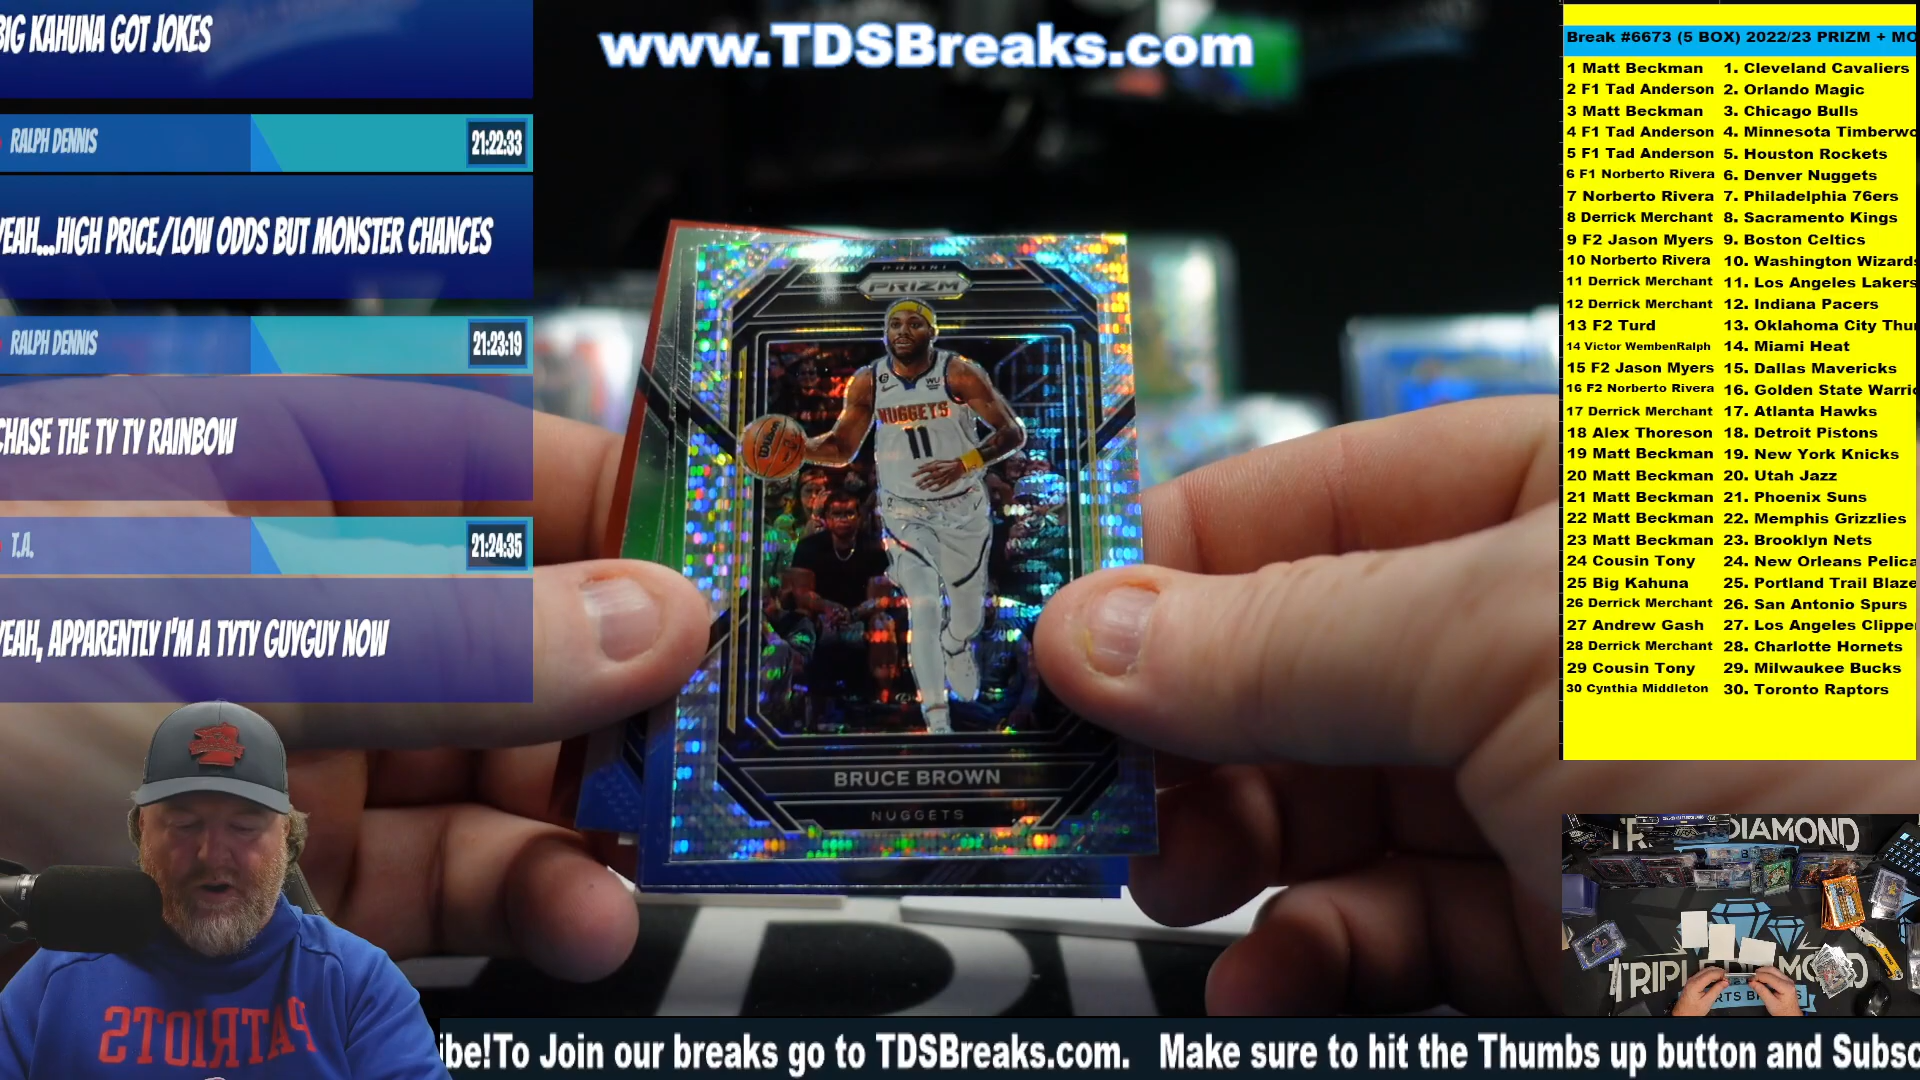 BIG KAHUNA GOT JOKES
RALPH DENNIS
21:22:33
YEAH...HIGH PRICE/LOW ODDS BUT MONSTER CHANCES
RALPH DENNIS
21:23:19
CHASE THE TY TY RAINBOW
T.A.
21:24:35
YEAH, APPARENTLY I'M A TYTY GUYGUY NOW
www.TDSBreaks.com
PANINI
PRIZM
WU
NUGGETS
11
Wilson
BRUCE BROWN
NUGGETS
Break #6673 (5 BOX) 2022/23 PRIZM + MO
1 Matt Beckman 1. Cleveland Cavaliers
2 F1 Tad Anderson 2. Orlando Magic
3 Matt Beckman 3. Chicago Bulls
4 F1 Tad Anderson 4. Minnesota Timberwo
5 F1 Tad Anderson 5. Houston Rockets
6 F1 Norberto Rivera 6. Denver Nuggets
7 Norberto Rivera 7. Philadelphia 76ers
8 Derrick Merchant 8. Sacramento Kings
9 F2 Jason Myers 9. Boston Celtics
10 Norberto Rivera 10. Washington Wizards
11 Derrick Merchant 11. Los Angeles Lakers
12 Derrick Merchant 12. Indiana Pacers
13 F2 Turd 13. Oklahoma City Thu
14 Victor WembenRalph 14. Miami Heat
15 F2 Jason Myers 15. Dallas Mavericks
16 F2 Norberto Rivera 16. Golden State Warrio
17 Derrick Merchant 17. Atlanta Hawks
18 Alex Thoreson 18. Detroit Pistons
19 Matt Beckman 19. New York Knicks
20 Matt Beckman 20. Utah Jazz
21 Matt Beckman 21. Phoenix Suns
22 Matt Beckman 22. Memphis Grizzlies
23 Matt Beckman 23. Brooklyn Nets
24 Cousin Tony 24. New Orleans Pelica
25 Big Kahuna 25. Portland Trail Blaze
26 Derrick Merchant 26. San Antonio Spurs
27 Andrew Gash 27. Los Angeles Clippe
28 Derrick Merchant 28. Charlotte Hornets
29 Cousin Tony 29. Milwaukee Bucks
30 Cynthia Middleton 30. Toronto Raptors
TR DIAMOND
TRIPLE DIAMOND
RTS BR S
PATRIOTS
ibe!To Join our breaks go to TDSBreaks.com. Make sure to hit the Thumbs up button and Subsc